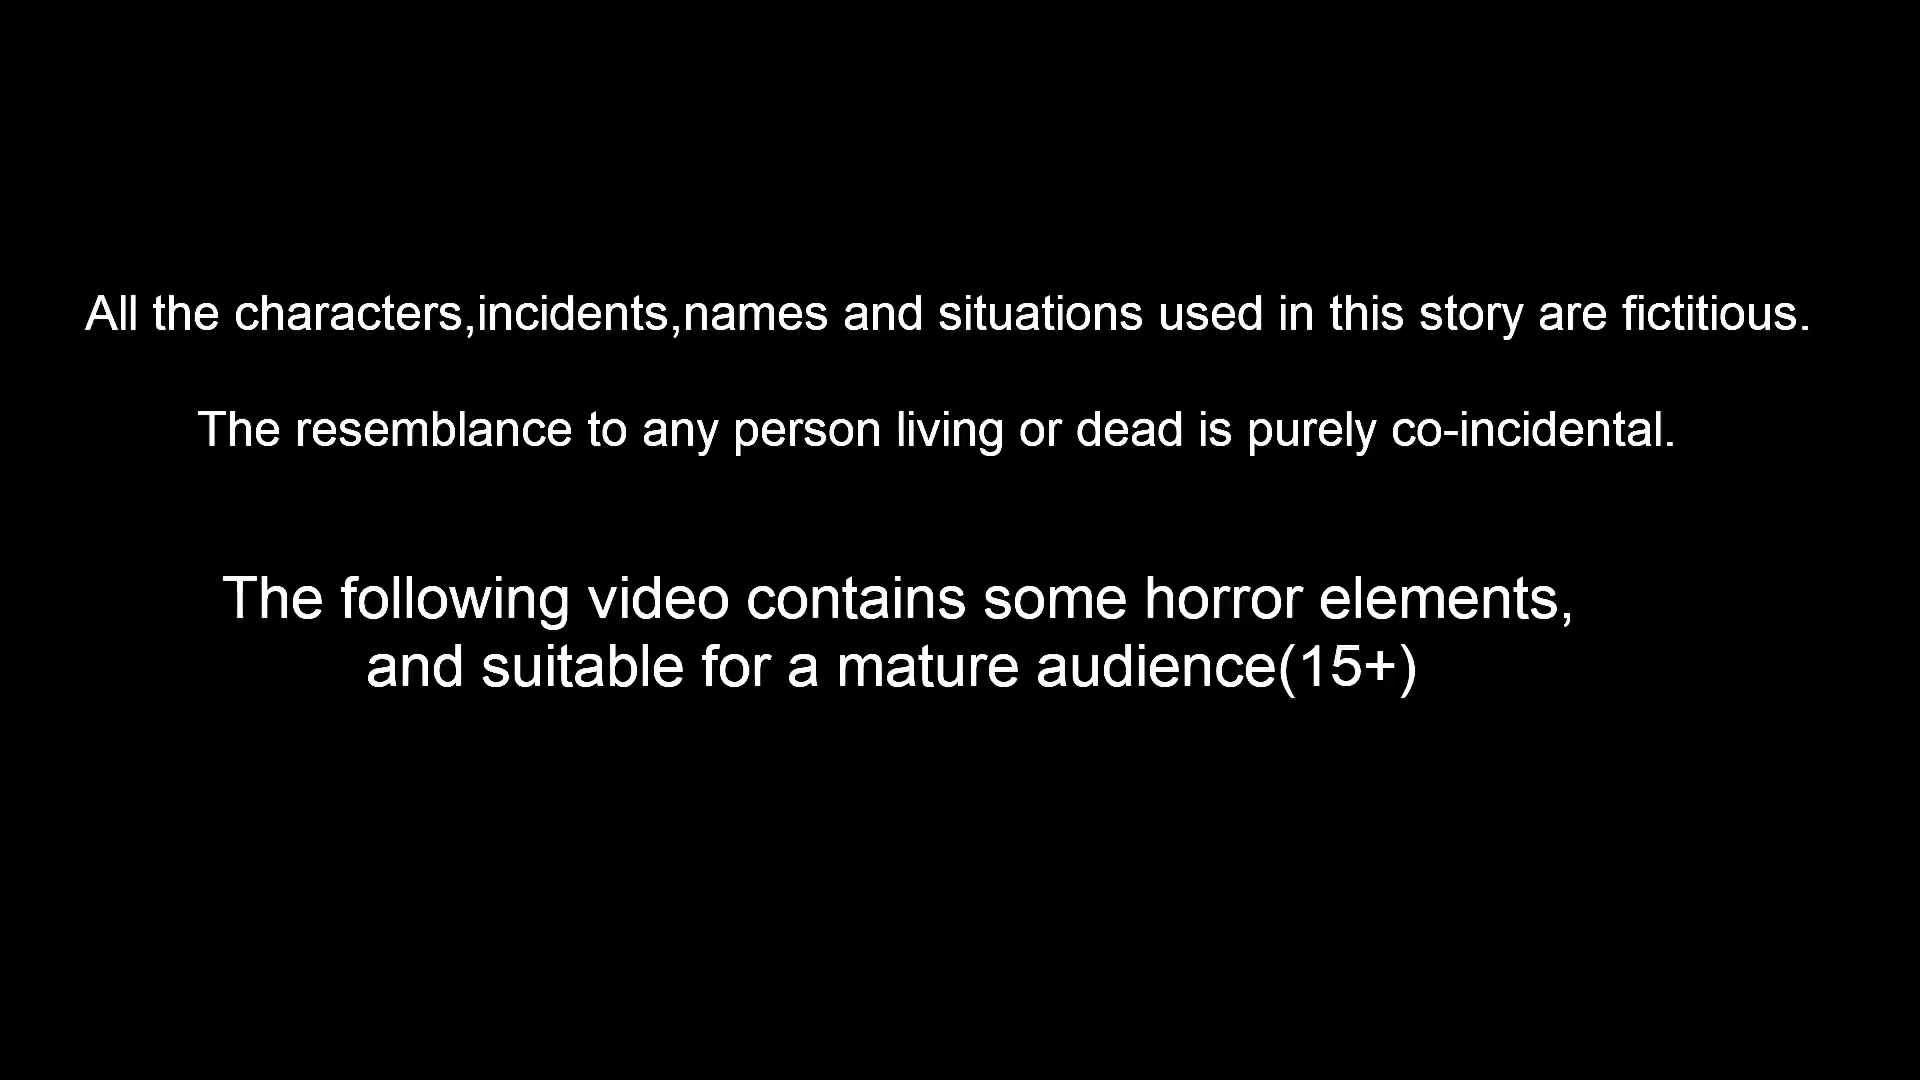 All the characters,incidents,names and situations used in this story are fictitious.
The resemblance to any person living or dead is purely co-incidental.
The following video contains some horror elements,
and suitable for a mature audience(15+)